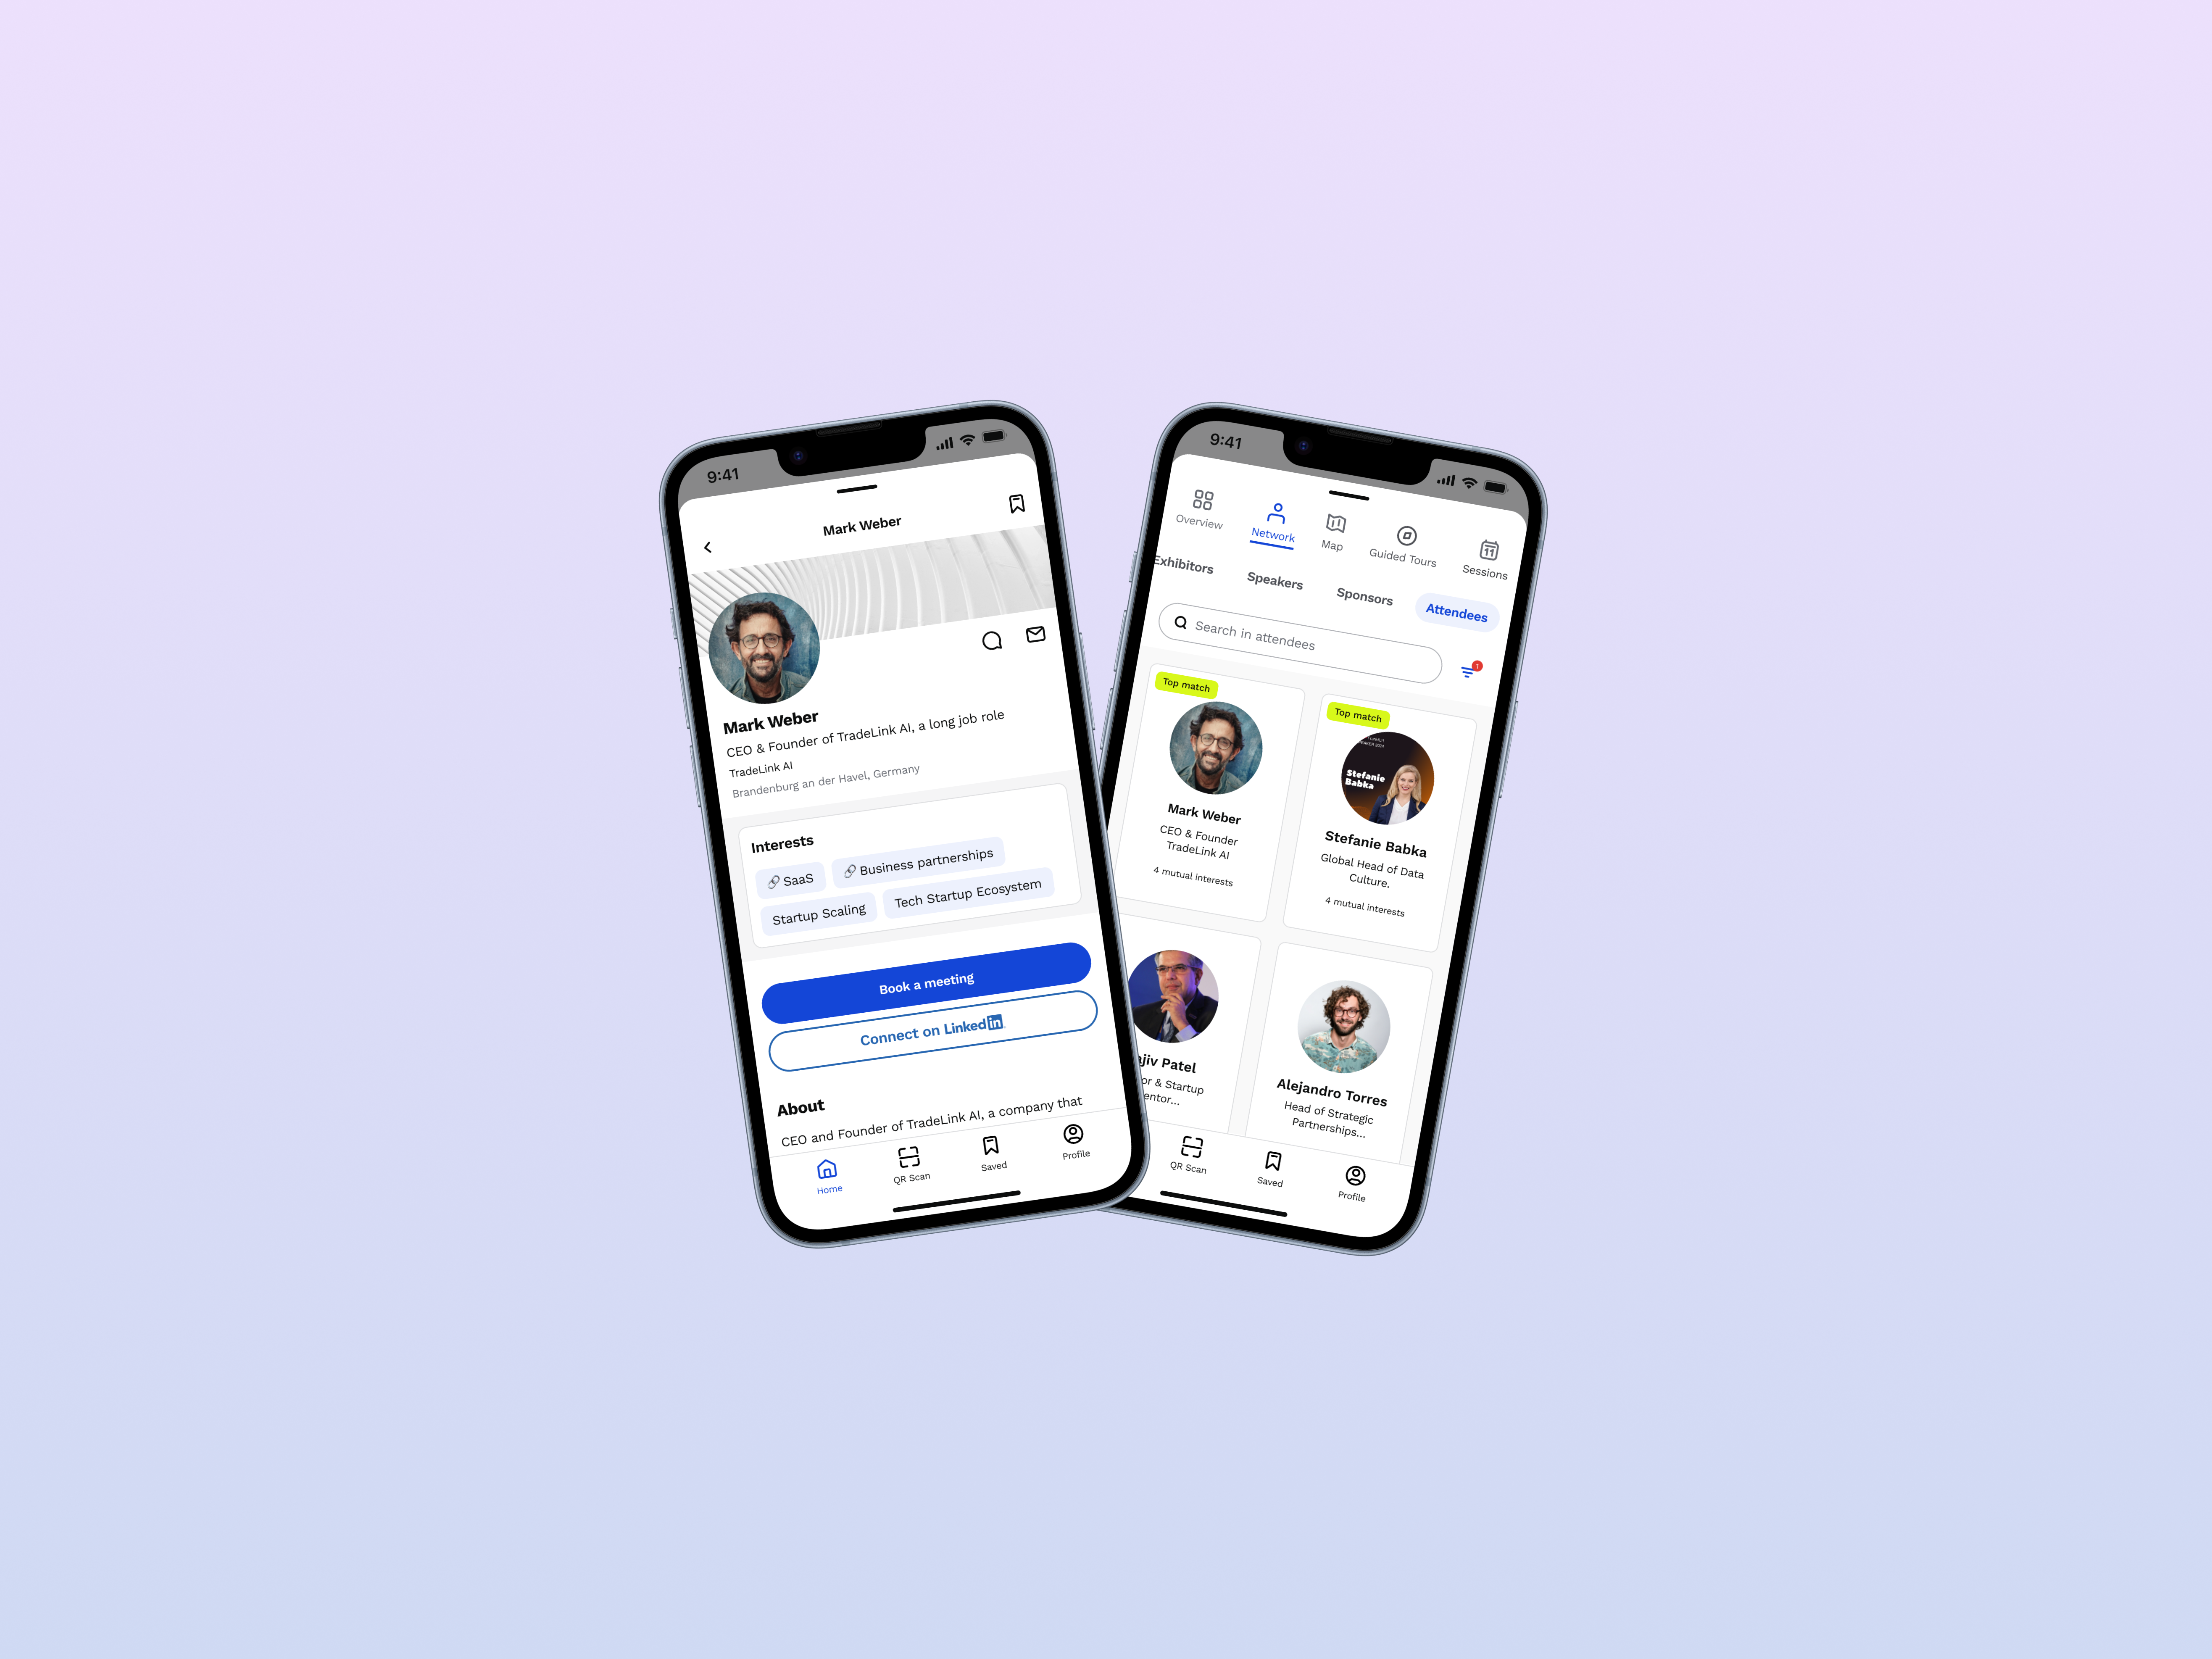 9:41
Mark Weber
Mark Weber
CEO & Founder of TradeLink AI, a long job role
TradeLink AI
Brandenburg an der Havel, Germany
Interests
SaaS
Business partnerships
Startup Scaling
Tech Startup Ecosystem
Book a meeting
Connect on Linked in
About
CEO and Founder of TradeLink AI, a company that
Home
QR Scan
Saved
Profile
9:41
Overview
Network
Map
Guided Tours
11
Sessions
Exhibitors
Speakers
Sponsors
Attendees
Search in attendees
1
Top match
Mark Weber
CEO & Founder
TradeLink AI
4 mutual interests
Top match
Stefanie
Babka
Stefanie Babka
Global Head of Data
Culture.
4 mutual interests
Patel
& Startup
Alejandro Torres
Head of Strategic
Partnerships...
QR Scan
Saved
Profile